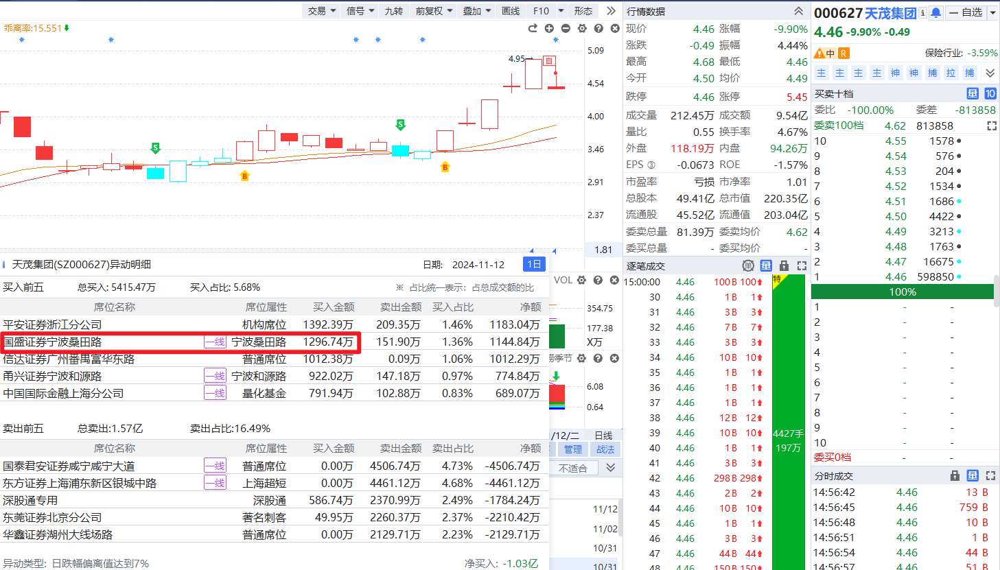 交易 信号 九转 前复权 叠加 画线 F10 形态
乖离率:15.551
5.09
4.95
自
4.54
4.00
S
S
3.46
B
B
2.91
2.37
1.81
天茂集团(SZ000627)异动明细 日期: 2024-11-12 1日
买入前五 总买入: 5415.47万 买入占比: 5.68% ※ 占比统一表示: 占总成交额的比
席位名称 席位属性 买入金额 卖出金额 买入占比 净额
平安证券浙江分公司 机构席位 1392.39万 209.35万 1.46% 1183.04万
国盛证券宁波桑田路 一线 宁波桑田路 1296.74万 151.90万 1.36% 1144.84万
信达证券广州番禺富华东路 普通席位 1012.38万 0.09万 1.06% 1012.29万
甬兴证券宁波和源路 一线 宁波和源路 922.02万 147.18万 0.97% 774.84万
中国国际金融上海分公司 一线 量化基金 791.94万 102.88万 0.83% 689.07万
卖出前五 总卖出:1.57亿 卖出占比:16.49%
席位名称 席位属性 买入金额 卖出金额 卖出占比 净额
国泰君安证券咸宁咸宁大道 一线 普通席位 0.00万 4506.74万 4.73% -4506.74万
东方证券上海浦东新区银城中路 一线 上海超短 0.00万 4461.12万 4.68% -4461.12万
深股通专用 深股通 586.74万 2370.99万 2.49% -1784.24万
东莞证券北京分公司 著名刺客 49.95万 2260.37万 2.37% -2210.42万
华鑫证券湖州大线场路 普通席位 0.00万 2129.71万 2.23% -2129.71万
异动类型: 日跌幅偏离值达到7% 净买入: -1.03亿
VOL
354.75
177.38
X万
捞季节
6.08
0.64
/12/二 日线
管理 战法
不适合
11/12
11/02
10/31
10/31
行情数据
现价 4.46 涨幅 -9.90%
涨跌 -0.49 振幅 4.44%
最高 4.68 最低 4.46
今开 4.50 均价 4.49
跌停 4.46 涨停 5.45
成交量 212.45万 成交额 9.54亿
量比 0.55 换手率 4.67%
外盘 118.19万 内盘 94.26万
EPS ③ -0.0673 ROE -1.57%
市盈率 亏损 市净率 1.01
总股本 49.41亿 总市值 220.35亿
流通股 45.52亿 流通值 203.04亿
委卖总量 81.39万 委卖均价 4.62
委买总量 - 委买均价 -
逐笔成交 单 量
15:00:00 4.46 100 B 100
30 4.46 1 B 1
31 4.46 3 B 3
32 4.46 7 B 7
33 4.46 3 B 3
34 4.46 10 B 10
35 4.46 1 B 1
36 4.46 1 B 1
37 4.46 1 B 1
38 4.46 12 B 12
39 4.46 10 B 10
40 4.46 1 B 1
41 4.46 3 B 3
42 4.46 298 B 298
43 4.46 2 B 2
44 4.46 10 B 10
45 4.46 1 B 1
46 4.46 3 B 3
47 4.46 44 B 44
48 4.46 150 B 150
特
4427手
197万
000627 天茂集团 自选
4.46 -9.90% -0.49
中 R 保险行业: -3.59%
主 主 主 主 神 神 捕 拉 捕
买卖十档 量 10
委比 -100.00% 委差 -813858
委卖100档 4.62 813858
10 4.55 1578
9 4.54 576
8 4.53 204
7 4.52 1534
6 4.51 1686
5 4.50 4422
4 4.49 3213
3 4.48 1763
2 4.47 16675
1 4.46 598850
100%
1 - -
2 - -
3 - -
4 - -
5 - -
6 - -
7 - -
8 - -
9 - -
10 - -
委买0档 - -
分时成交 量
14:56:42 4.46 13 B
14:56:45 4.46 759 B
14:56:48 4.46 10 B
14:56:51 4.46 1 B
14:56:54 4.46 44 B
14:56:57 4.46 51 B